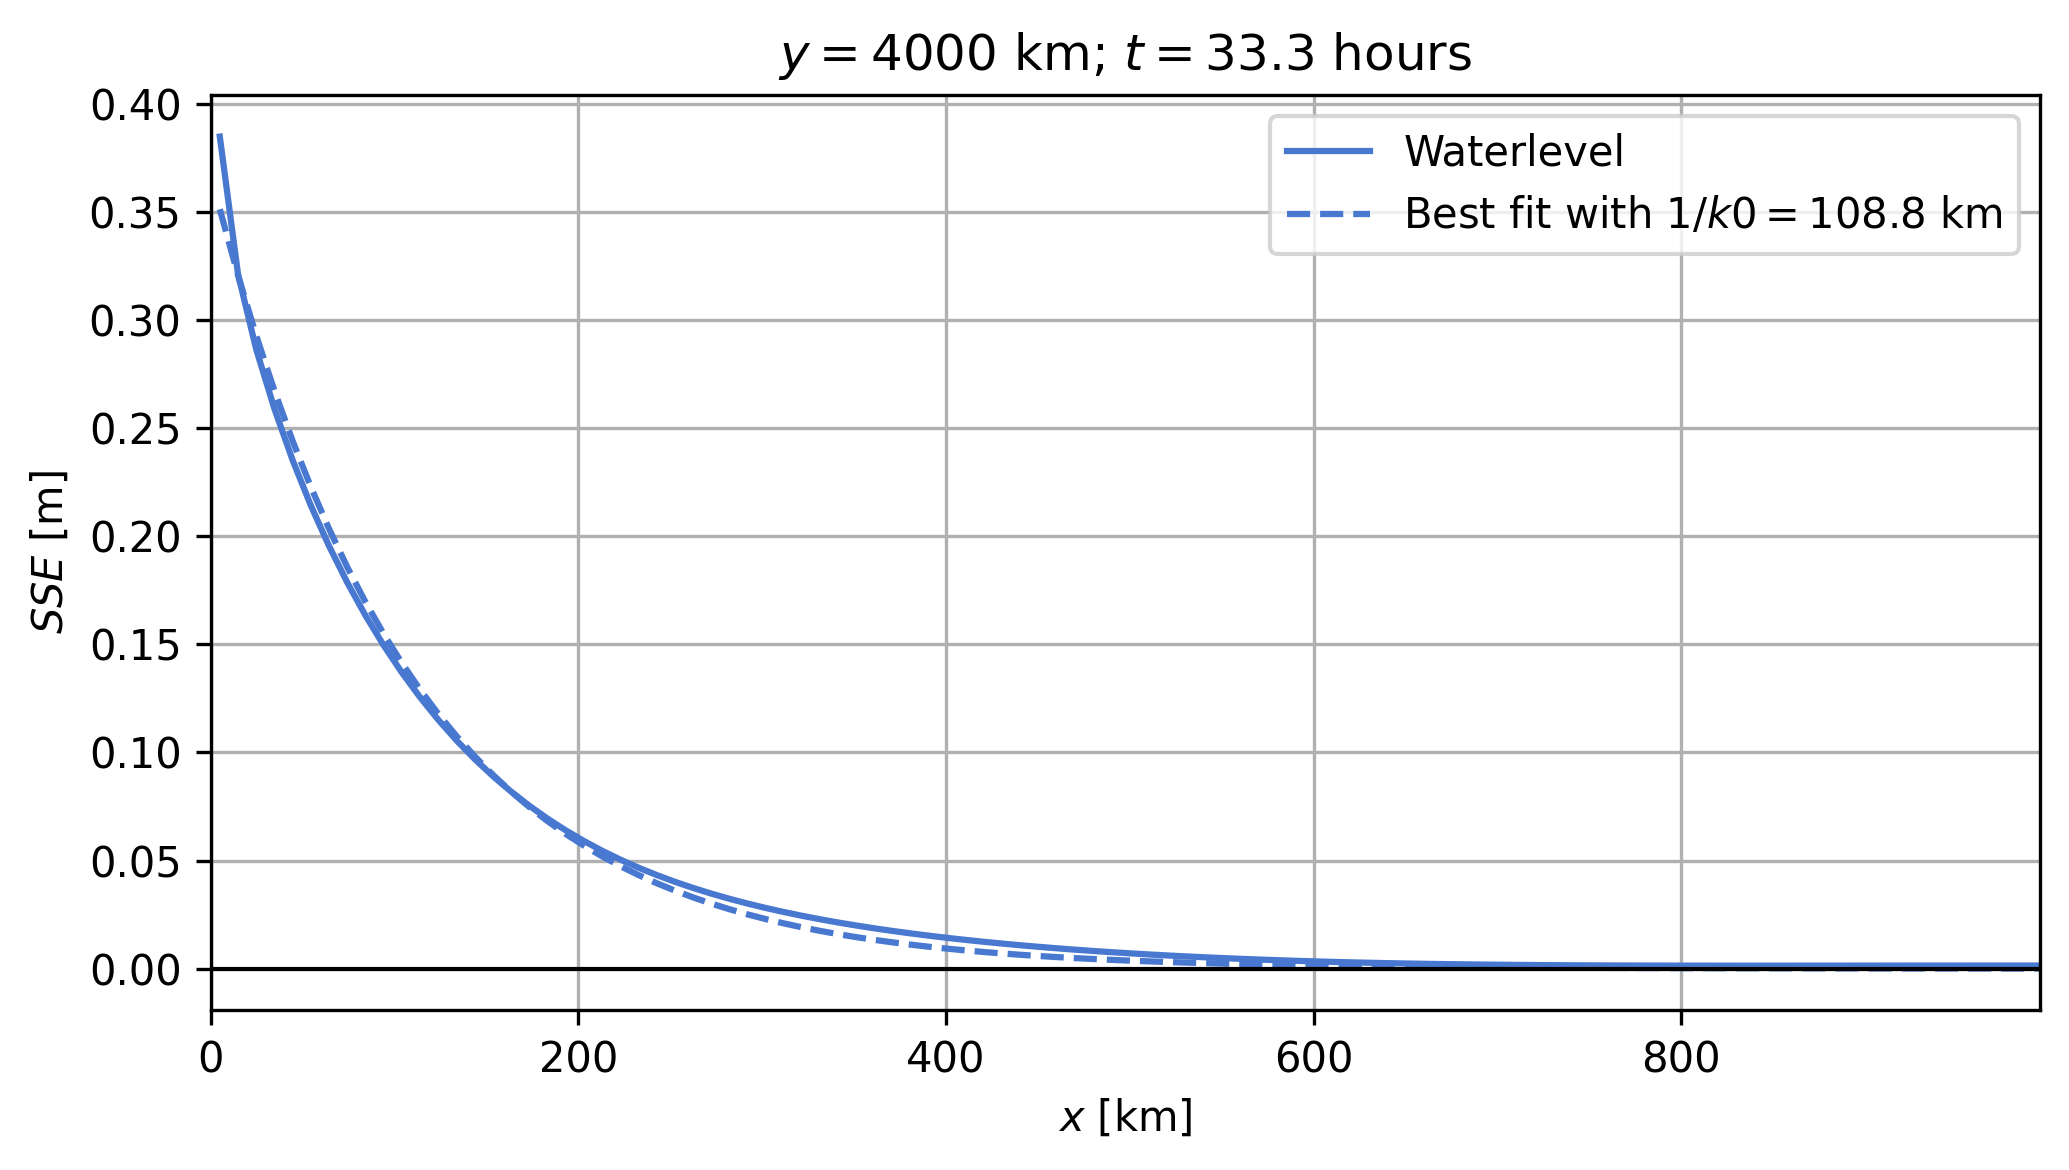 y = 4000 km; t = 33.3 hours
0.40
0.35
0.30
0.25
0.20
0.15
0.10
0.05
0.00
SSE [m]
Waterlevel
Best fit with 1/k0 = 108.8 km
0 200 400 600 800
x [km]